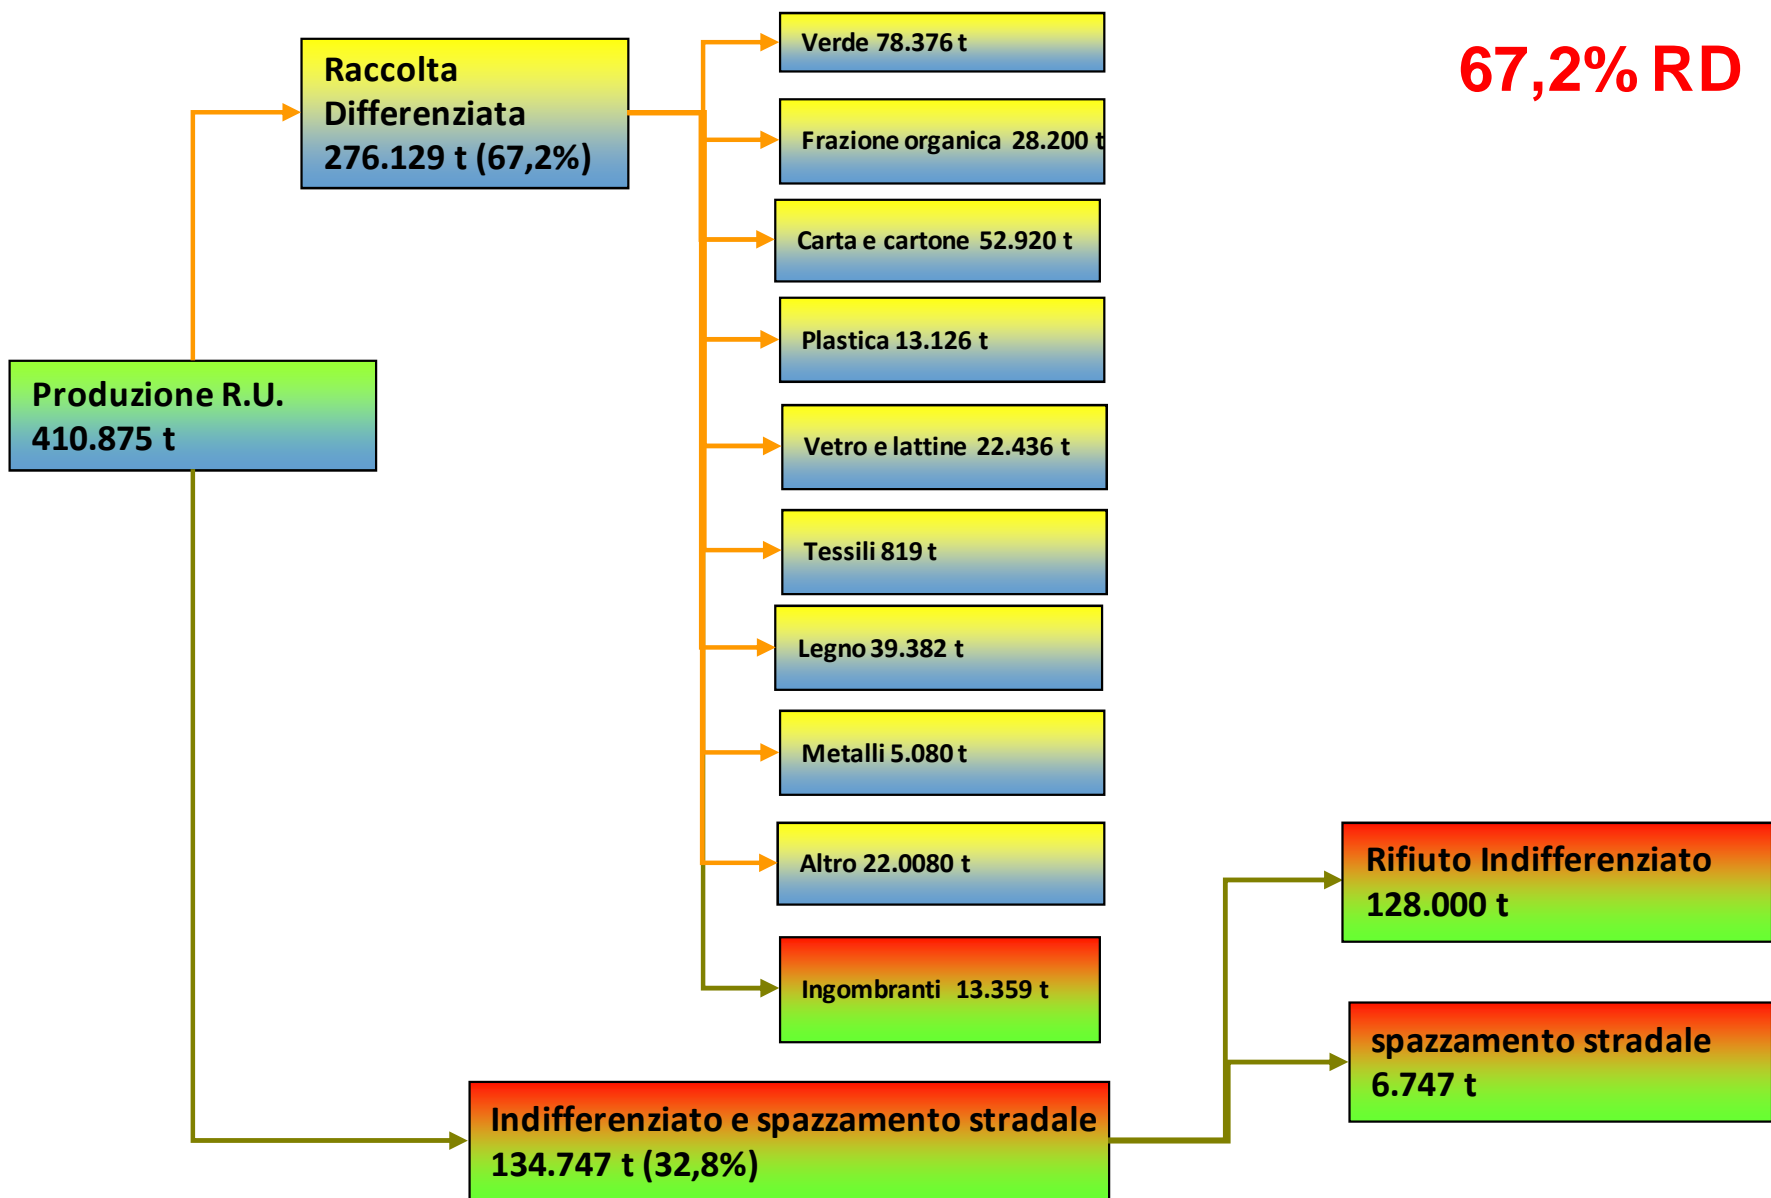 67,2% RD
Raccolta
Differenziata
276.129 t (67,2%)
Produzione R.U.
410.875 t
Verde 78.376 t
Frazione organica 28.200 t
Carta e cartone 52.920 t
Plastica 13.126 t
Vetro e lattine 22.436 t
Tessili 819 t
Legno 39.382 t
Metalli 5.080 t
Altro 22.0080 t
Ingombranti 13.359 t
Indifferenziato e spazzamento stradale
134.747 t (32,8%)
Rifiuto Indifferenziato
128.000 t
spazzamento stradale
6.747 t